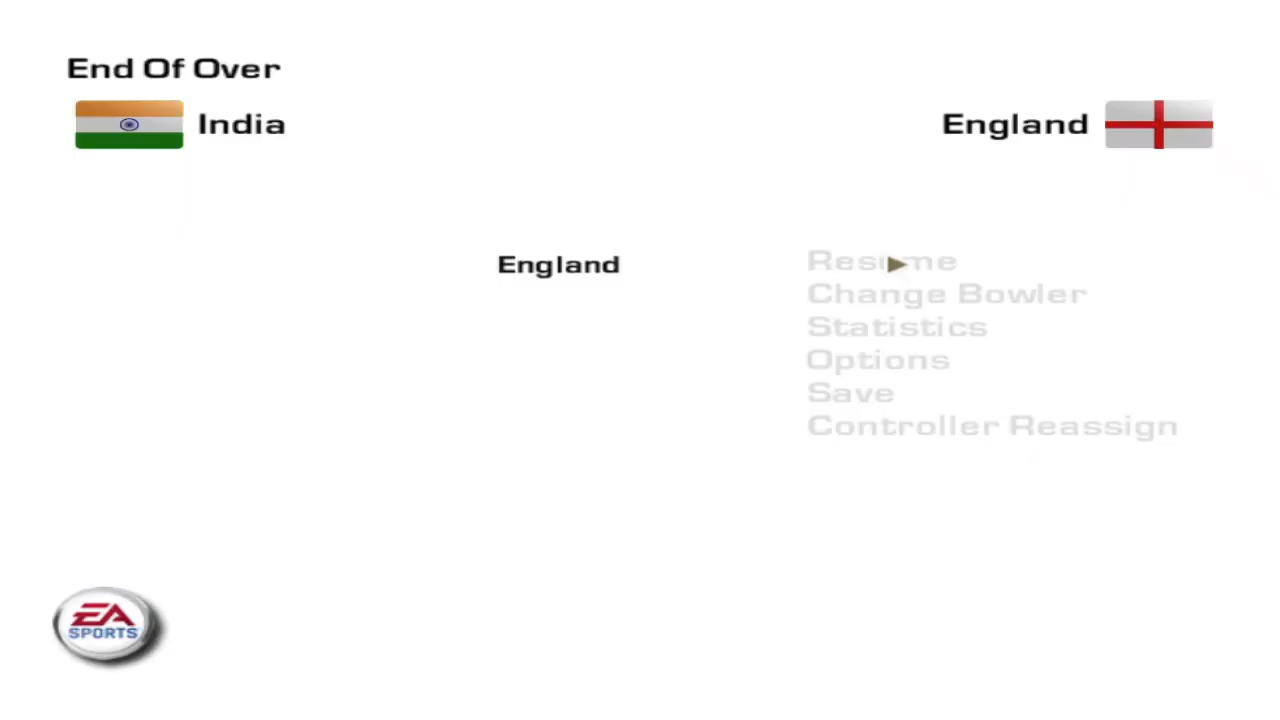 End Of Over
India
England
England
Resume
Change Bowler
Statistics
Options
Save
Controller Reassign
EA
SPORTS